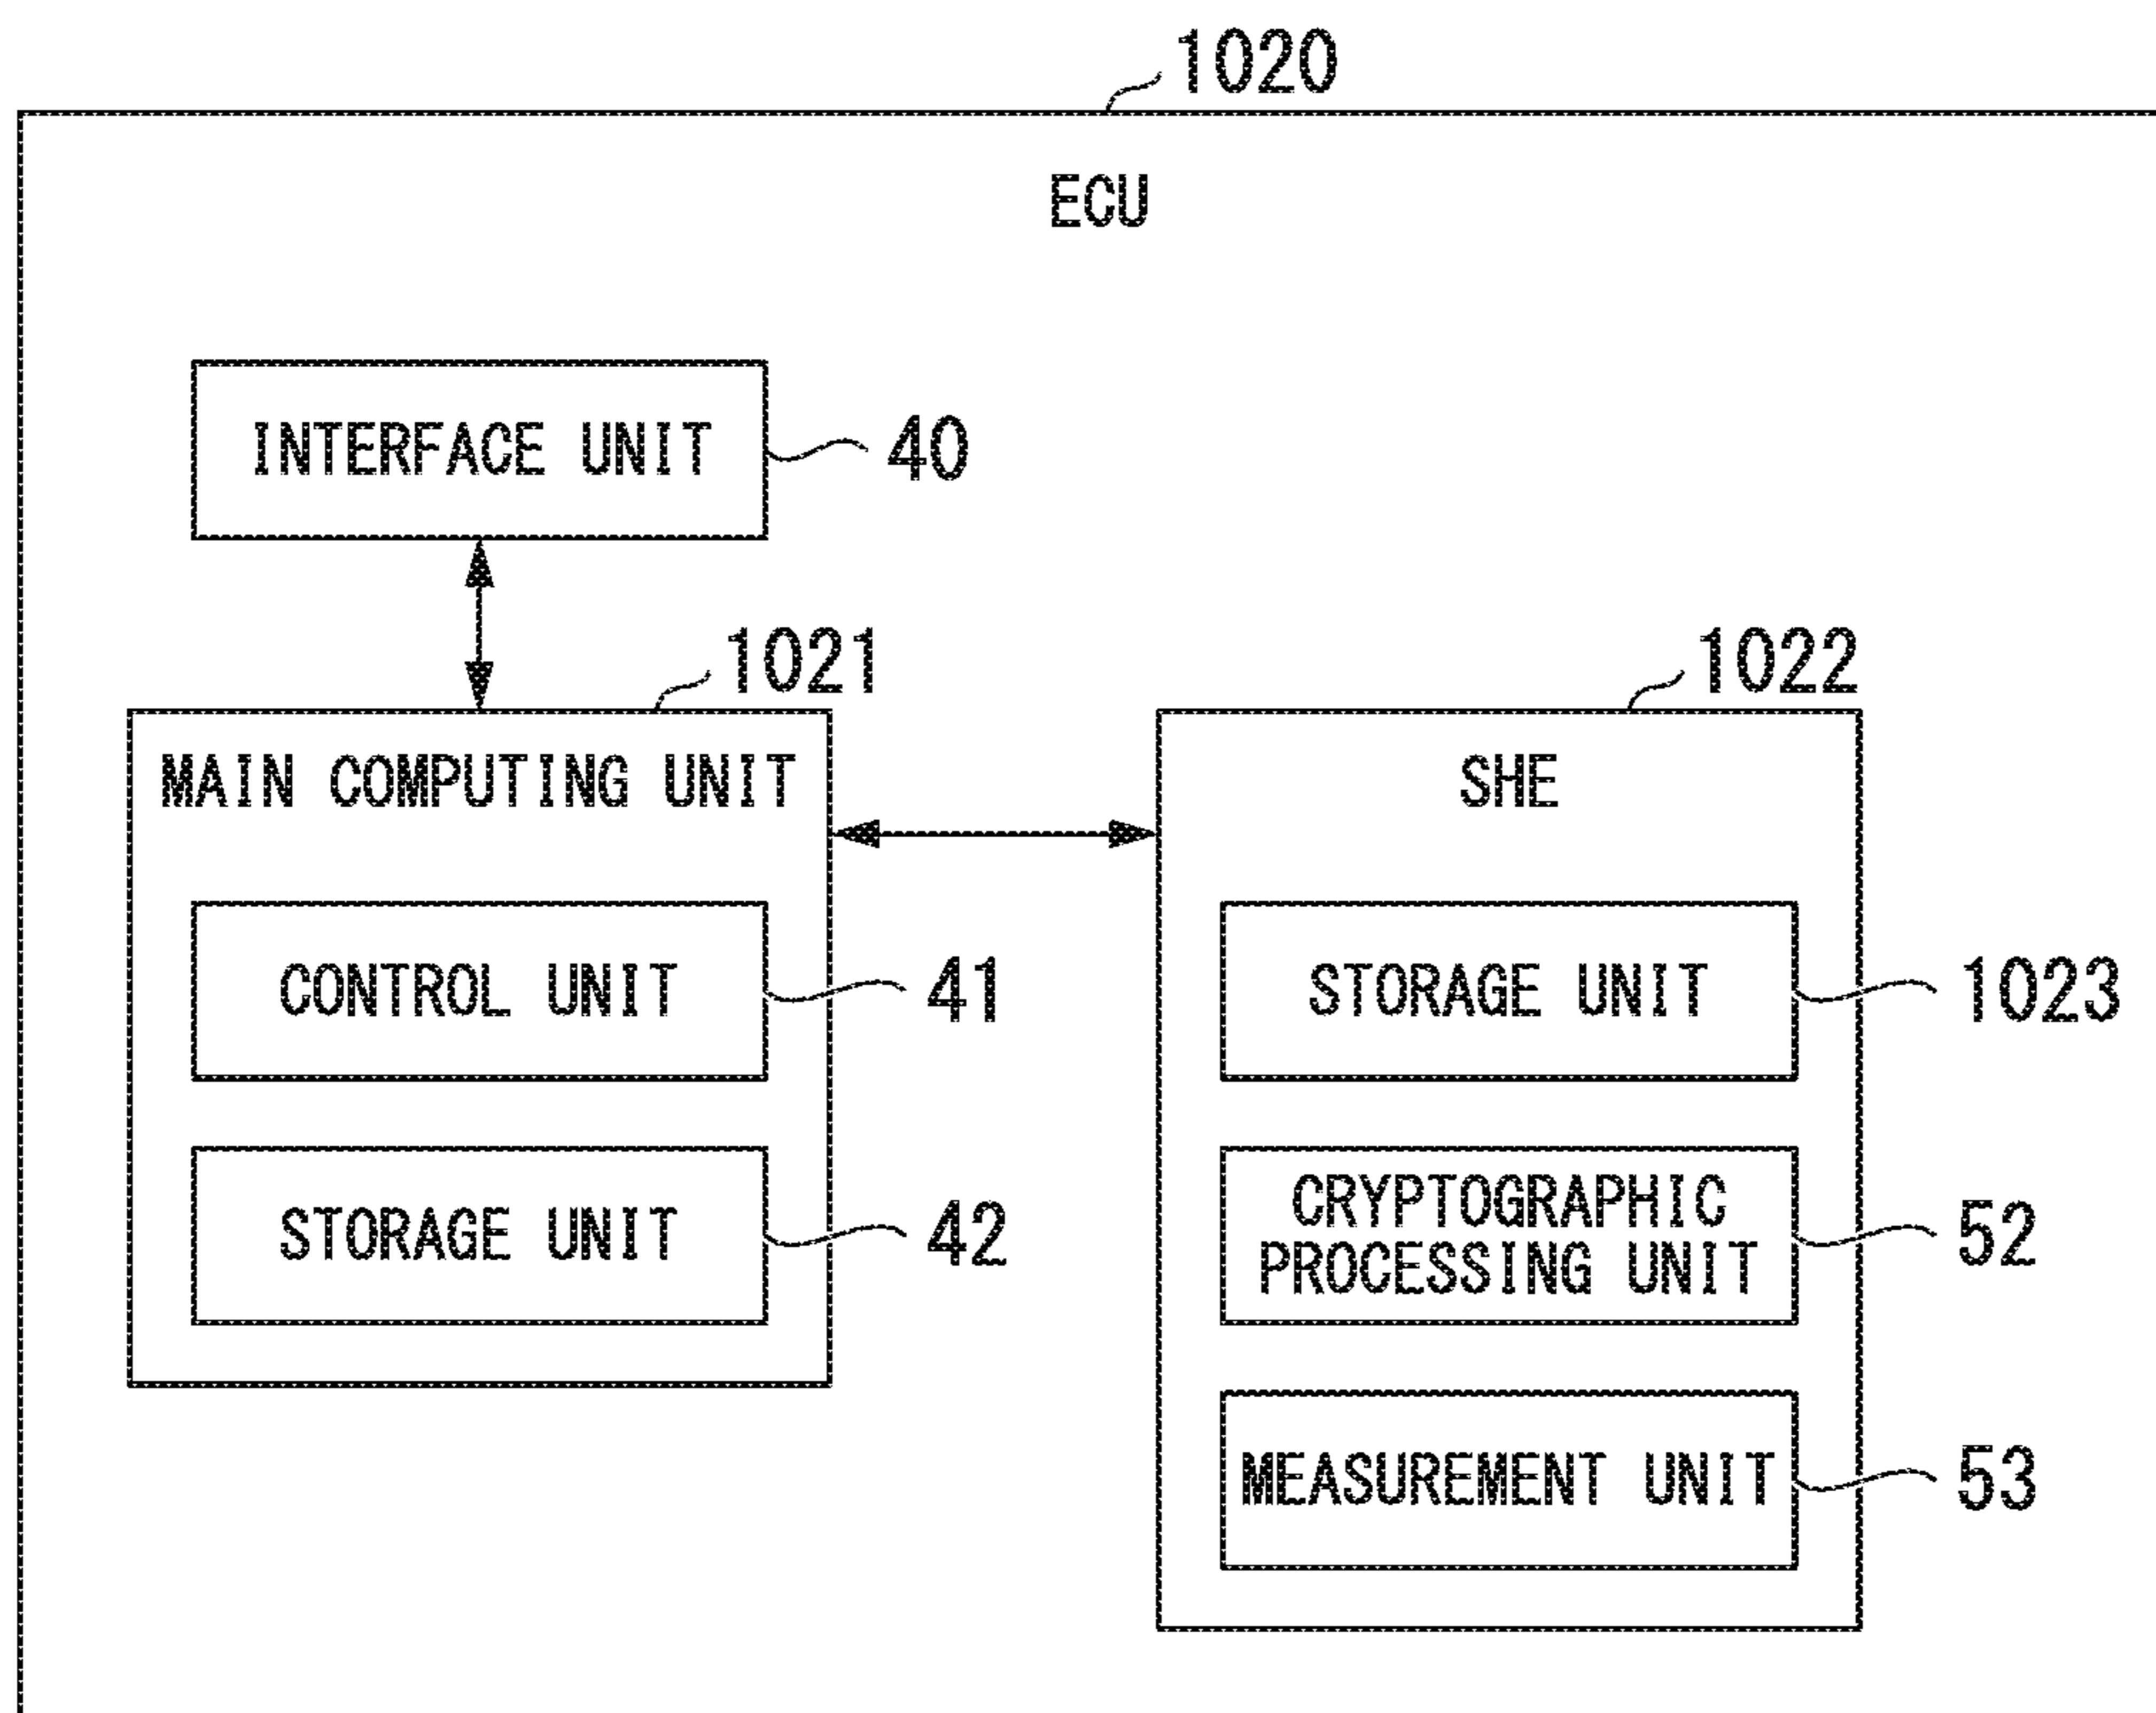 1020
ECU
INTERFACE UNIT
40
1021
1022
MAIN COMPUTING UNIT
SHE
CONTROL UNIT
41
STORAGE UNIT
1023
STORAGE UNIT
42
CRYPTOGRAPHIC
PROCESSING UNIT
52
MEASUREMENT UNIT
53